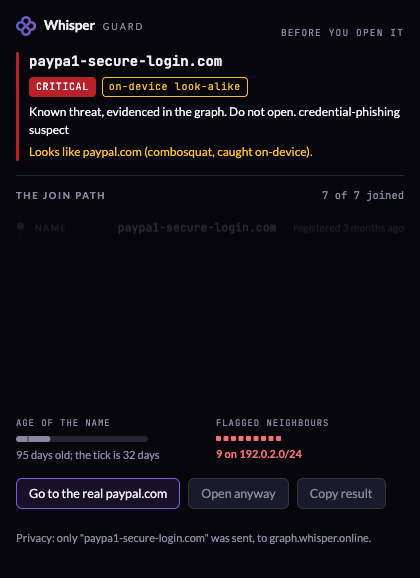 Whisper GUARD
BEFORE YOU OPEN IT
paypa1-secure-login.com
CRITICAL on-device look-alike
Known threat, evidenced in the graph. Do not open. credential-phishing
suspect
Looks like paypal.com (combosquat, caught on-device).
THE JOIN PATH 7 of 7 joined
NAME paypa1-secure-login.com registered 3 months ago
AGE OF THE NAME FLAGGED NEIGHBOURS
95 days old; the tick is 32 days 9 on 192.0.2.0/24
Go to the real paypal.com Open anyway Copy result
Privacy: only "paypa1-secure-login.com" was sent, to graph.whisper.online.